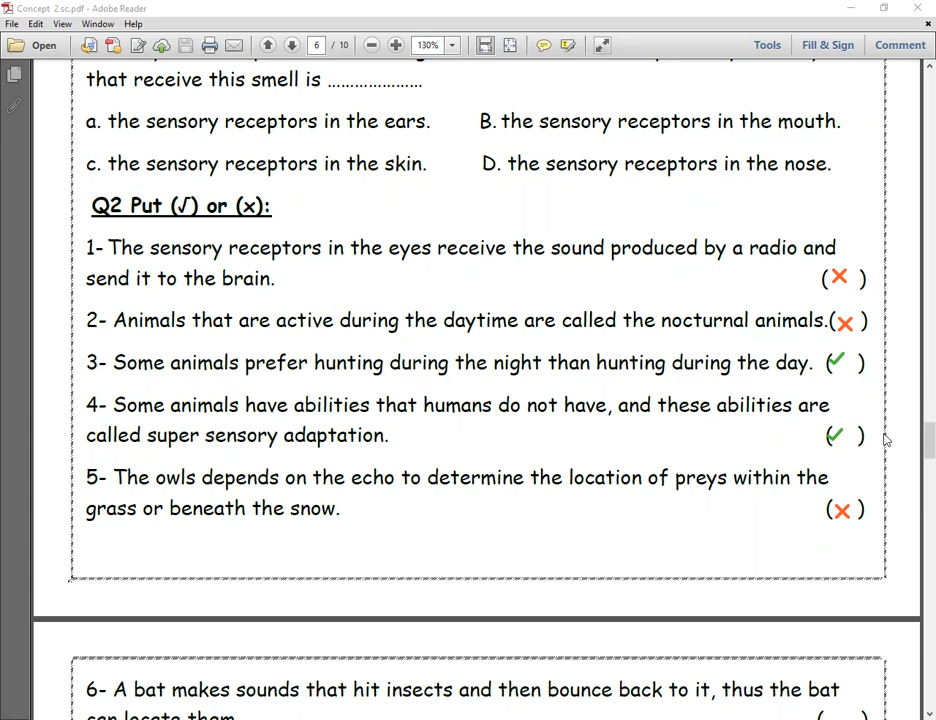 Concept 2 sc.pdf - Adobe Reader
File Edit View Window Help
Open 6 / 10 130% Tools Fill & Sign Comment
that receive this smell is .....................
a. the sensory receptors in the ears. B. the sensory receptors in the mouth.
c. the sensory receptors in the skin. D. the sensory receptors in the nose.
Q2 Put (√) or (x):
1- The sensory receptors in the eyes receive the sound produced by a radio and
send it to the brain. (✗)
2- Animals that are active during the daytime are called the nocturnal animals.(✗)
3- Some animals prefer hunting during the night than hunting during the day. (✓)
4- Some animals have abilities that humans do not have, and these abilities are
called super sensory adaptation. (✓)
5- The owls depends on the echo to determine the location of preys within the
grass or beneath the snow. (✗)
6- A bat makes sounds that hit insects and then bounce back to it, thus the bat
can locate them ( )